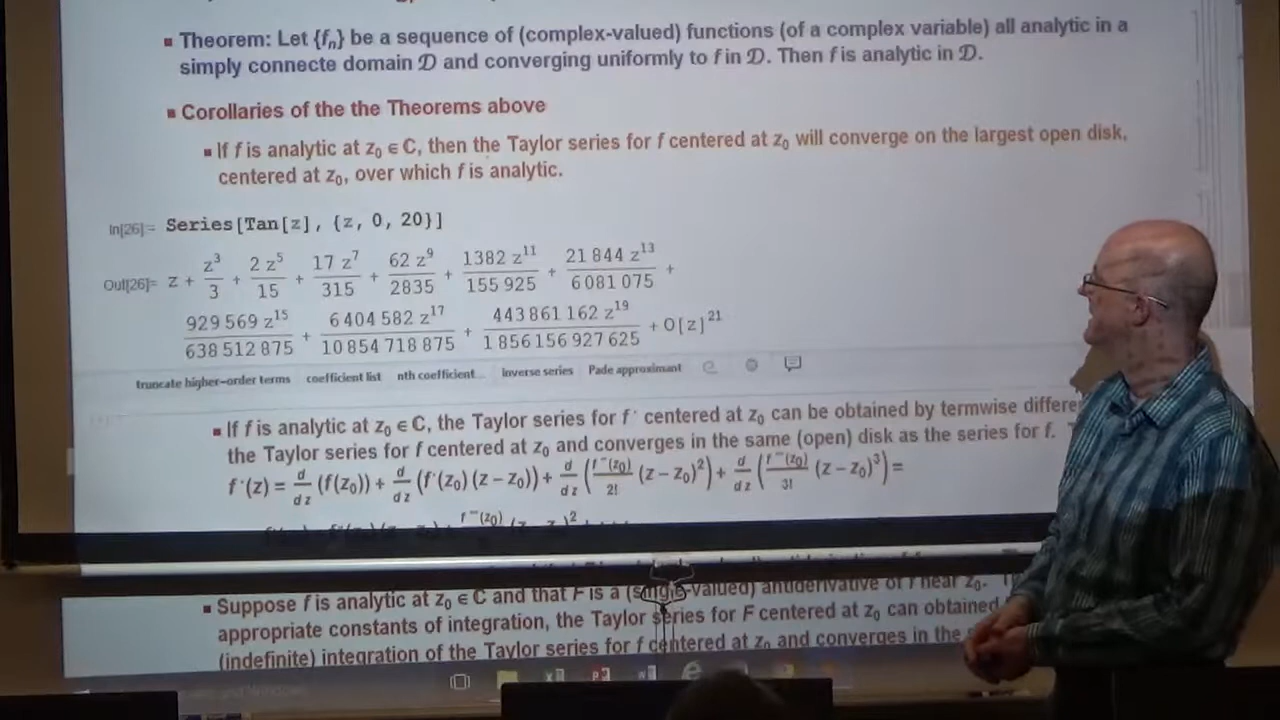 ▪ Theorem: Let {fₙ} be a sequence of (complex-valued) functions (of a complex variable) all analytic in a
simply connecte domain 𝒟 and converging uniformly to f in 𝒟. Then f is analytic in 𝒟.
▪ Corollaries of the the Theorems above
▪ If f is analytic at z₀ ∈ C, then the Taylor series for f centered at z₀ will converge on the largest open disk,
centered at z₀, over which f is analytic.
In[26]:= Series[Tan[z], {z, 0, 20}]
Out[26]= z + z³/3 + 2 z⁵/15 + 17 z⁷/315 + 62 z⁹/2835 + 1382 z¹¹/155 925 + 21 844 z¹³/6 081 075 +
929 569 z¹⁵/638 512 875 + 6 404 582 z¹⁷/10 854 718 875 + 443 861 162 z¹⁹/1 856 156 927 625 + O[z]²¹
truncate higher-order terms coefficient list nth coefficient... inverse series Pade approximant
▪ If f is analytic at z₀ ∈ C, the Taylor series for f' centered at z₀ can be obtained by termwise
the Taylor series for f centered at z₀ and converges in the same (open) disk as the series for f.
f'(z) = d/dz (f(z₀)) + d/dz (f'(z₀) (z − z₀)) + d/dz (f''(z₀)/2! (z − z₀)²) + d/dz (f'''(z₀)/3! (z − z₀)³) =
▪ Suppose f is analytic at z₀ ∈ C and that F is a (single-valued) antiderivative of f near z₀.
appropriate constants of integration, the Taylor series for F centered at z₀ can obtained
(indefinite) integration of the Taylor series for f centered at z₀ and converges in the